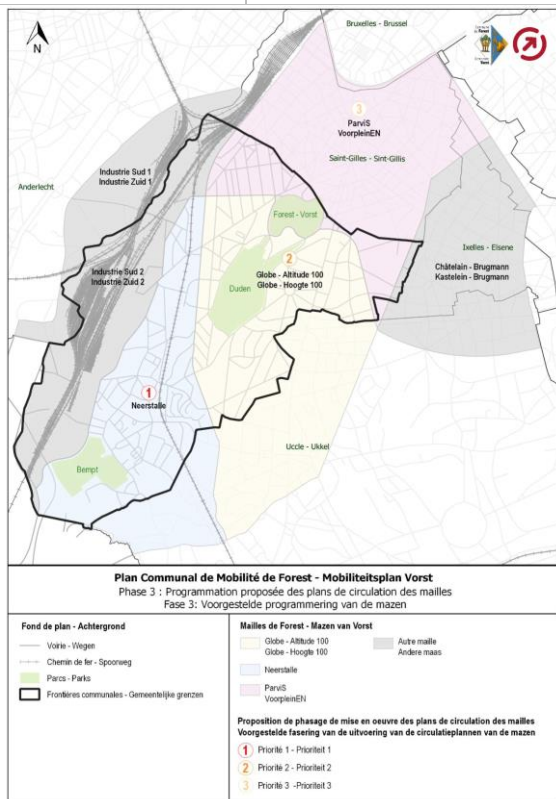 N
Bruxelles - Brussel
3
ParviS
VoorpleinEN
Saint-Gilles - Sint-Gillis
Industrie Sud 1
Industrie Zuid 1
Anderlecht
Forest - Vorst
Ixelles - Elsene
Châtelain - Brugmann
Kastelein - Brugmann
2
Globe - Altitude 100
Globe - Hoogte 100
Duden
Industrie Sud 2
Industrie Zuid 2
1
Neerstalle
Uccle - Ukkel
Bempt
Plan Communal de Mobilité de Forest - Mobiliteitsplan Vorst
Phase 3 : Programmation proposée des plans de circulation des mailles
Fase 3: Voorgestelde programmering van de mazen
Fond de plan - Achtergrond
Voirie - Wegen
Chemin de fer - Spoorweg
Parcs - Parks
Frontières communales - Gemeentelijke grenzen
Mailles de Forest - Mazen van Vorst
Globe - Altitude 100
Globe - Hoogte 100
Neerstalle
ParviS
VoorpleinEN
Autre maille
Andere maas
Proposition de phasage de mise en oeuvre des plans de circulation des mailles
Voorgestelde fasering van de uitvoering van de circulatieplannen van de mazen
1 Priorité 1 - Prioriteit 1
2 Priorité 2 - Prioriteit 2
3 Priorité 3 - Prioriteit 3